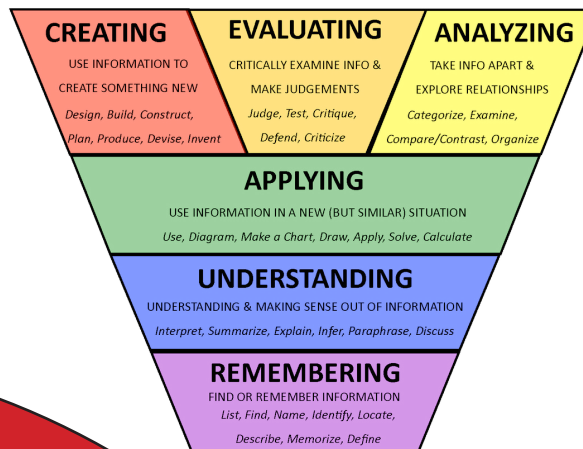 CREATING
USE INFORMATION TO
CREATE SOMETHING NEW
Design, Build, Construct,
Plan, Produce, Devise, Invent
EVALUATING
CRITICALLY EXAMINE INFO &
MAKE JUDGEMENTS
Judge, Test, Critique,
Defend, Criticize
ANALYZING
TAKE INFO APART &
EXPLORE RELATIONSHIPS
Categorize, Examine,
Compare/Contrast, Organize
APPLYING
USE INFORMATION IN A NEW (BUT SIMILAR) SITUATION
Use, Diagram, Make a Chart, Draw, Apply, Solve, Calculate
UNDERSTANDING
UNDERSTANDING & MAKING SENSE OUT OF INFORMATION
Interpret, Summarize, Explain, Infer, Paraphrase, Discuss
REMEMBERING
FIND OR REMEMBER INFORMATION
List, Find, Name, Identify, Locate,
Describe, Memorize, Define